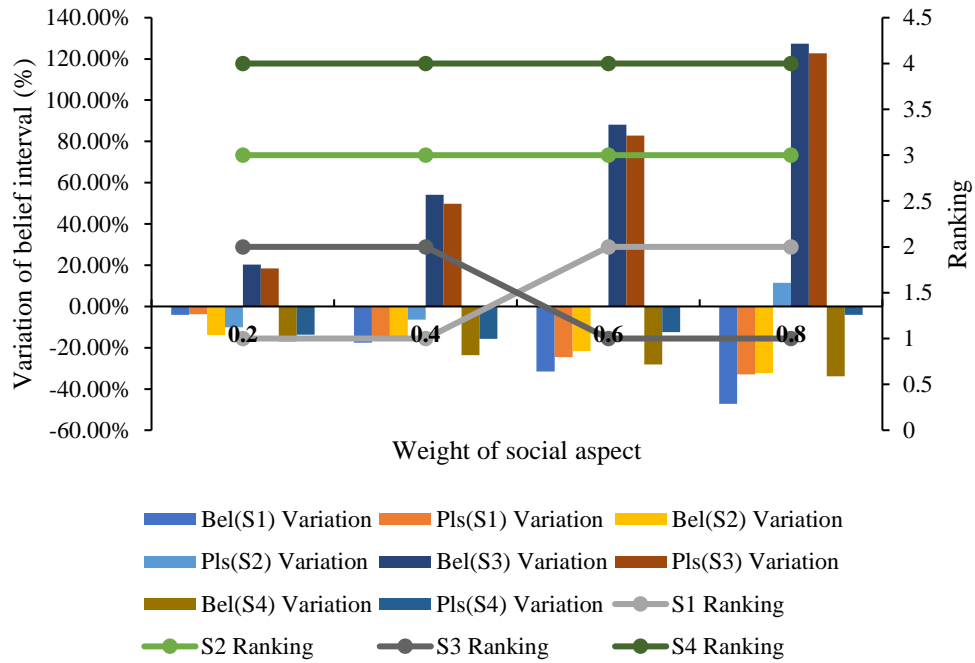 140.00%
120.00%
100.00%
80.00%
60.00%
40.00%
20.00%
0.00%
-20.00%
-40.00%
-60.00%
Variation of belief interval (%)
4.5
4
3.5
3
2.5
2
1.5
1
0.5
0
Ranking
0.2 0.4 0.6 0.8
Weight of social aspect
Bel(S1) Variation Pls(S1) Variation Bel(S2) Variation
Pls(S2) Variation Bel(S3) Variation Pls(S3) Variation
Bel(S4) Variation Pls(S4) Variation S1 Ranking
S2 Ranking S3 Ranking S4 Ranking